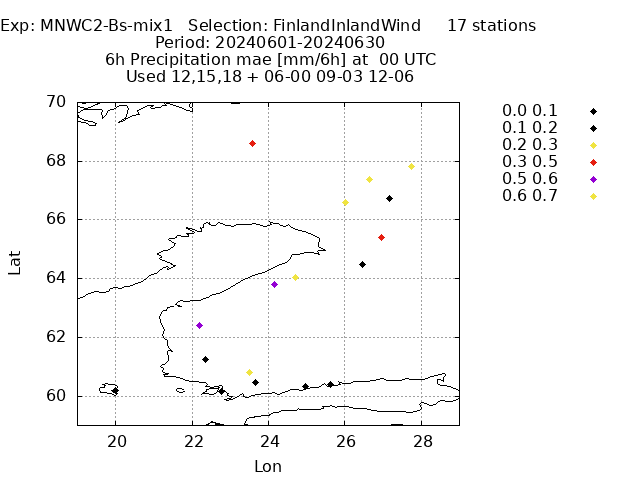 Exp: MNWC2-Bs-mix1   Selection: FinlandInlandWind     17 stations
Period: 20240601-20240630
6h Precipitation mae [mm/6h] at  00 UTC
Used 12,15,18 + 06-00 09-03 12-06
0.0 0.1
0.1 0.2
0.2 0.3
0.3 0.5
0.5 0.6
0.6 0.7
70
68
66
64
62
60
Lat
20 22 24 26 28
Lon